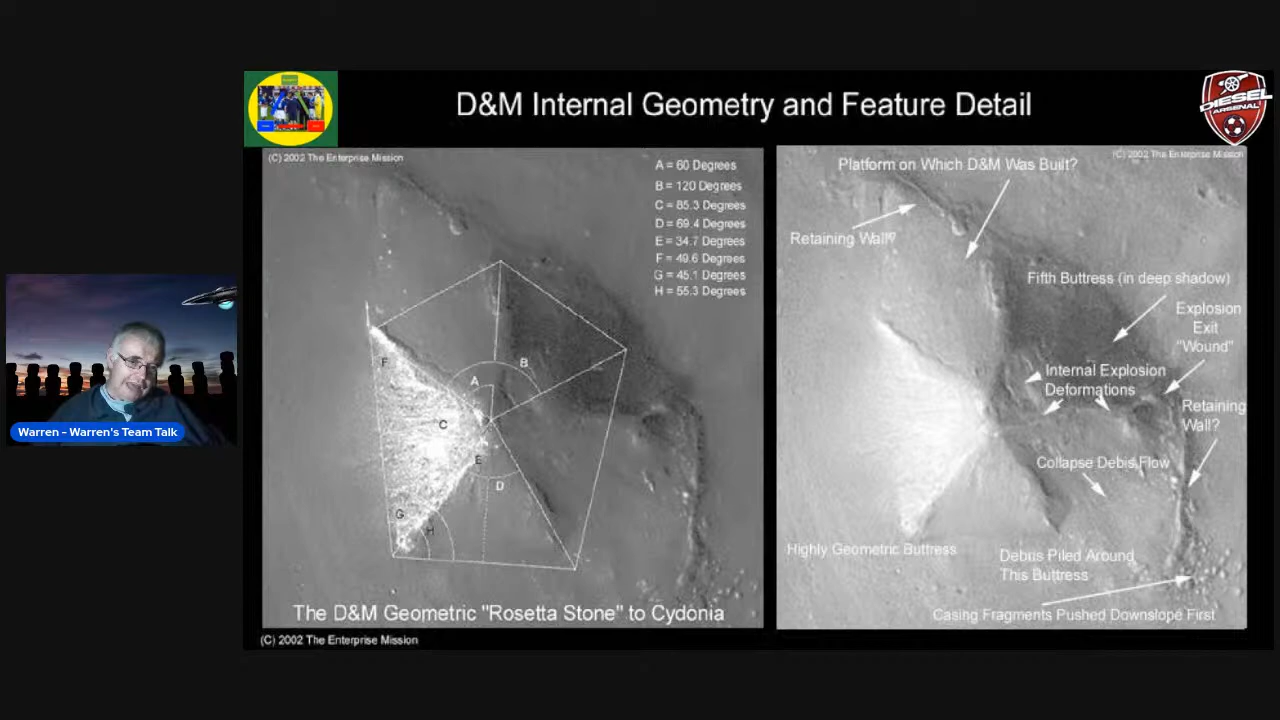 D&M Internal Geometry and Feature Detail
DIESEL
ARSENAL
(C) 2002 The Enterprise Mission
A = 60 Degrees
B = 120 Degrees
C = 85.3 Degrees
D = 69.4 Degrees
E = 34.7 Degrees
F = 49.6 Degrees
G = 45.1 Degrees
H = 55.3 Degrees
F
A
B
C
E
D
G
H
The D&M Geometric "Rosetta Stone" to Cydonia
(C) 2002 The Enterprise Mission
(C) 2002 The Enterprise Mission
Platform on Which D&M Was Built?
Retaining Wall?
Fifth Buttress (in deep shadow)
Explosion
Exit
"Wound"
Internal Explosion
Deformations
Retaining
Wall?
Collapse Debis Flow
Highly Geometric Buttress
Debus Piled Around
This Buttress
Casing Fragments Pushed Downslope First
Warren – Warren's Team Talk